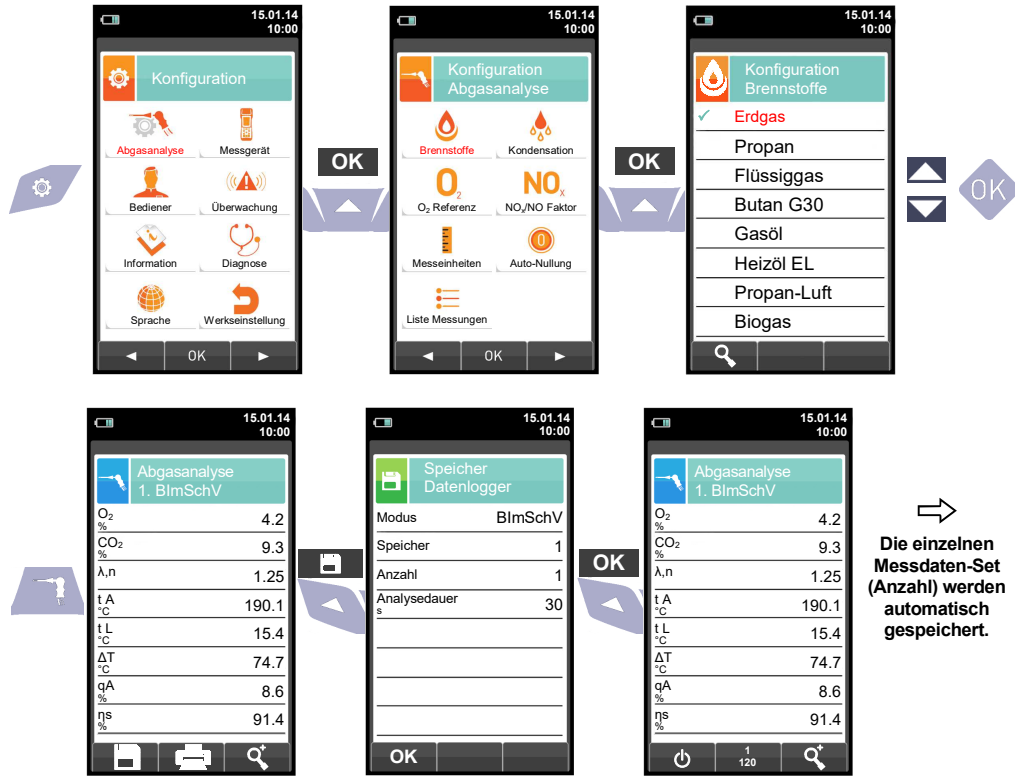 15.01.14
10:00
Konfiguration
Abgasanalyse
Messgerät
Bediener
Überwachung
Information
Diagnose
Sprache
Werkseinstellung
OK
OK
15.01.14
10:00
Konfiguration
Abgasanalyse
Brennstoffe
Kondensation
O2
NOx
O2 Referenz
NOx/NO Faktor
0
Messeinheiten
Auto-Nullung
Liste Messungen
OK
OK
15.01.14
10:00
Konfiguration
Brennstoffe
✓ Erdgas
Propan
Flüssiggas
Butan G30
Gasöl
Heizöl EL
Propan-Luft
Biogas
OK
15.01.14
10:00
Abgasanalyse
1. BImSchV
O2 % 4.2
CO2 % 9.3
λ,n 1.25
t A °C 190.1
t L °C 15.4
ΔT °C 74.7
qA % 8.6
ηs % 91.4
15.01.14
10:00
Speicher
Datenlogger
Modus BImSchV
Speicher 1
Anzahl 1
Analysedauer s 30
OK
OK
15.01.14
10:00
Abgasanalyse
1. BImSchV
O2 % 4.2
CO2 % 9.3
λ,n 1.25
t A °C 190.1
t L °C 15.4
ΔT °C 74.7
qA % 8.6
ηs % 91.4
1
120
Die einzelnen
Messdaten-Set
(Anzahl) werden
automatisch
gespeichert.